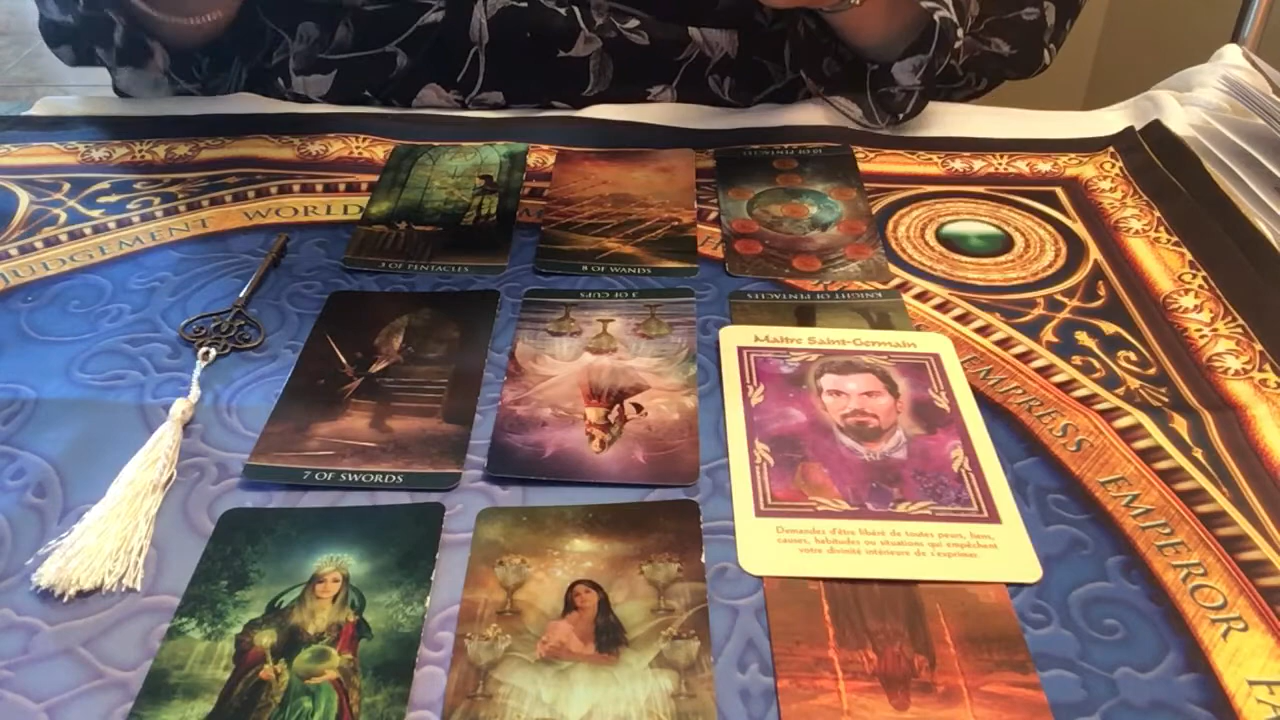 JUDGEMENT WORLD
3 OF PENTACLES
8 OF WANDS
10 OF PENTACLES
7 OF SWORDS
3 OF CUPS
KNIGHT OF PENTACLES
Maître Saint-Germain
Demandez d'être libéré de toutes peurs, liens,
causes, habitudes ou situations qui empêchent
votre divinité intérieure de s'exprimer
EMPRESS EMPEROR